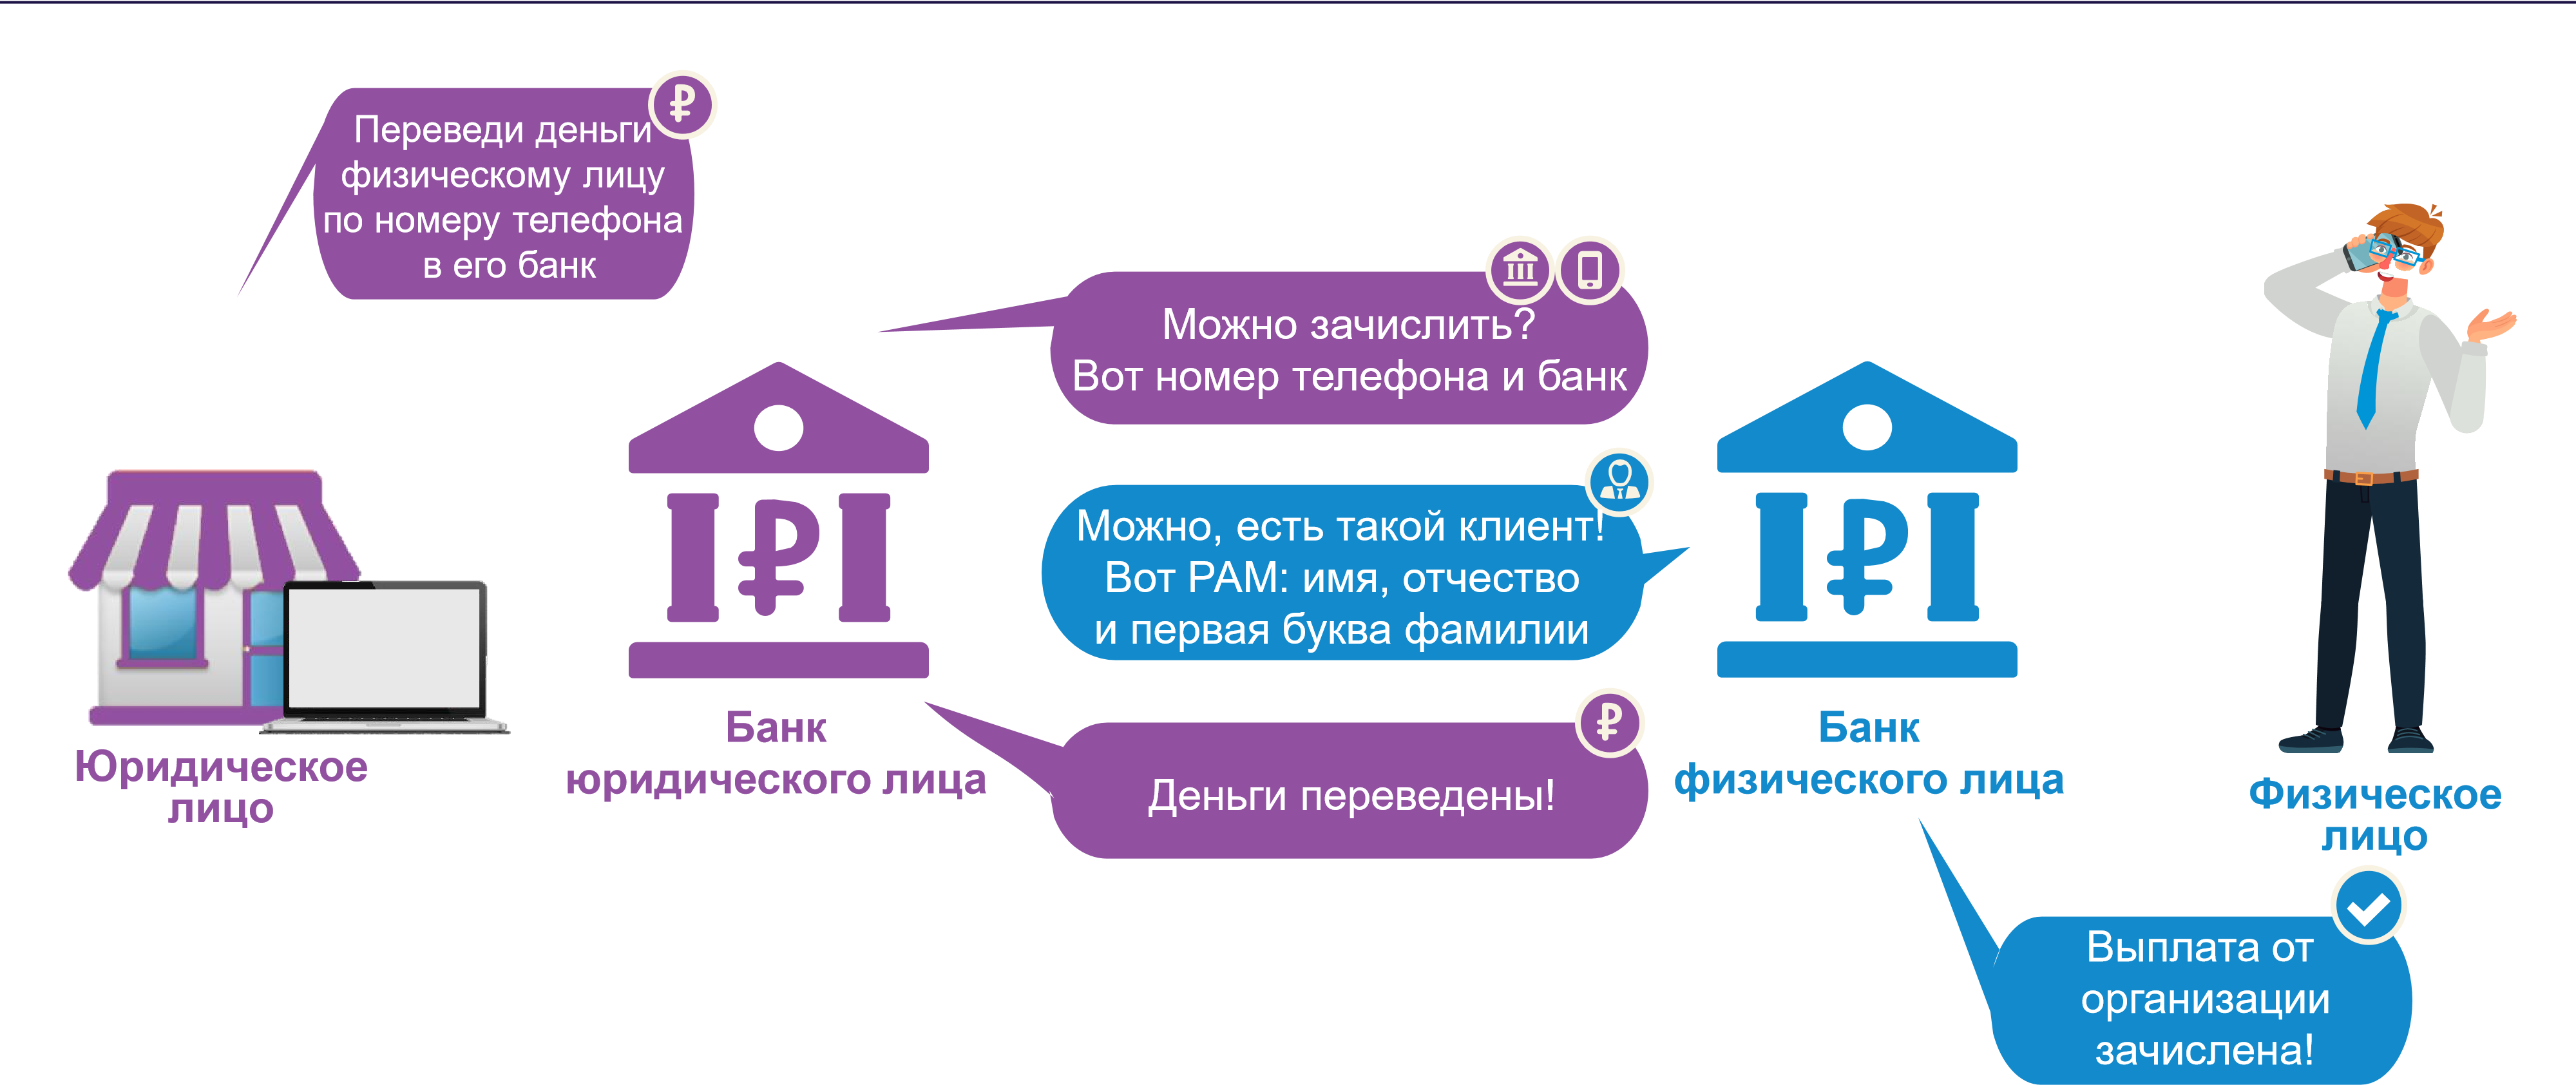 Переведи деньги
физическому лицу
по номеру телефона
в его банк
Можно зачислить?
Вот номер телефона и банк
Можно, есть такой клиент!
Вот PAM: имя, отчество
и первая буква фамилии
Деньги переведены!
Юридическое
лицо
Банк
юридического лица
Банк
физического лица
Физическое
лицо
Выплата от
организации
зачислена!